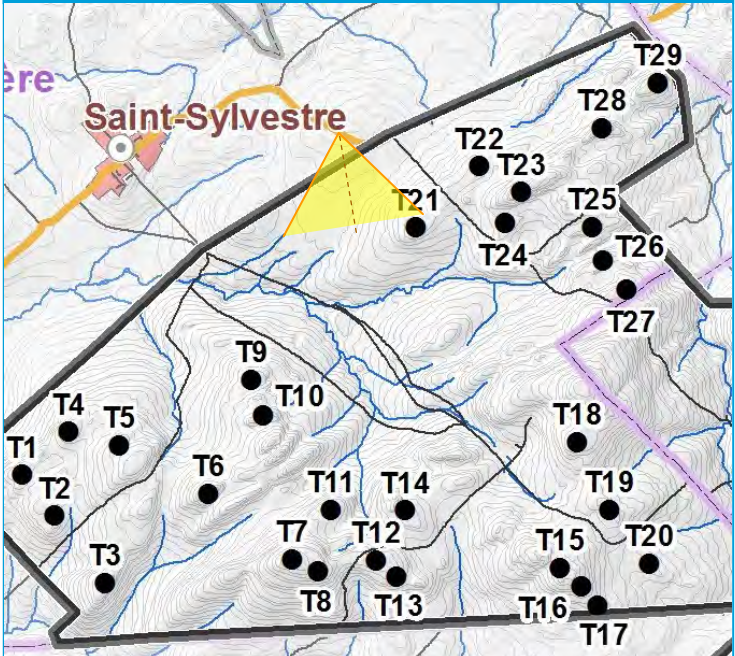 T29
ère
Saint-Sylvestre
T28
T22
T23
T21
T25
T24
T26
T27
T9
T10
T4
T5
T18
T1
T2
T6
T11
T14
T19
T12
T7
T3
T8
T13
T15
T20
T16
T17